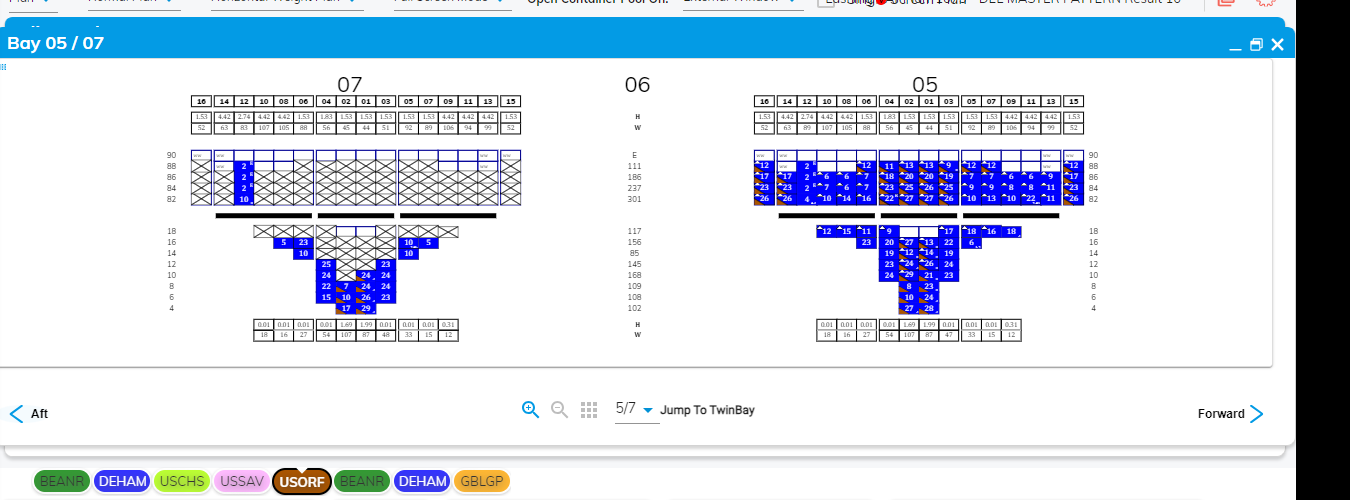 Bay 05 / 07
07 06 05
16 14 12 10 08 06 04 02 01 03 05 07 09 11 13 15 16 14 12 10 08 06 04 02 01 03 05 07 09 11 13 15
1.53 4.42 2.74 4.42 4.42 1.53 1.83 1.53 1.53 1.53 1.53 1.53 4.42 4.42 4.42 1.53 H 1.53 4.42 2.74 4.42 4.42 1.53 1.83 1.53 1.53 1.53 1.53 1.53 4.42 4.42 4.42 1.53
52 63 83 107 105 88 56 45 44 51 92 89 106 94 99 52 W 52 63 89 107 105 88 56 45 44 51 92 89 106 94 99 52
90 E 90
88 2 111 12 2 12 11 13 13 9 12 12 12 88
86 2 186 17 17 2 6 6 7 18 20 20 19 7 7 6 6 9 17 86
84 2 237 23 23 2 7 6 7 23 25 26 25 9 9 8 8 11 23 84
82 10 301 26 26 4 10 14 16 26 27 27 26 10 13 10 22 11 26 82
18 117 12 15 11 9 17 18 16 18 18
16 5 23 10 5 156 23 20 27 13 22 6 16
14 10 10 85 19 22 14 19 14
12 25 23 145 23 24 26 24 12
10 24 24 24 168 24 29 21 23 10
8 22 7 24 24 109 8 23 8
6 15 10 26 23 108 10 24 6
4 17 29 102 27 28 4
0.01 0.01 0.01 0.01 1.69 1.99 0.01 0.01 0.01 0.31 H 0.01 0.01 0.01 0.01 1.69 1.99 0.01 0.01 0.01 0.31
18 16 27 54 107 87 48 33 15 12 W 18 16 27 54 107 87 47 33 15 12
Aft 5/7 Jump To TwinBay Forward
BEANR DEHAM USCHS USSAV USORF BEANR DEHAM GBLGP